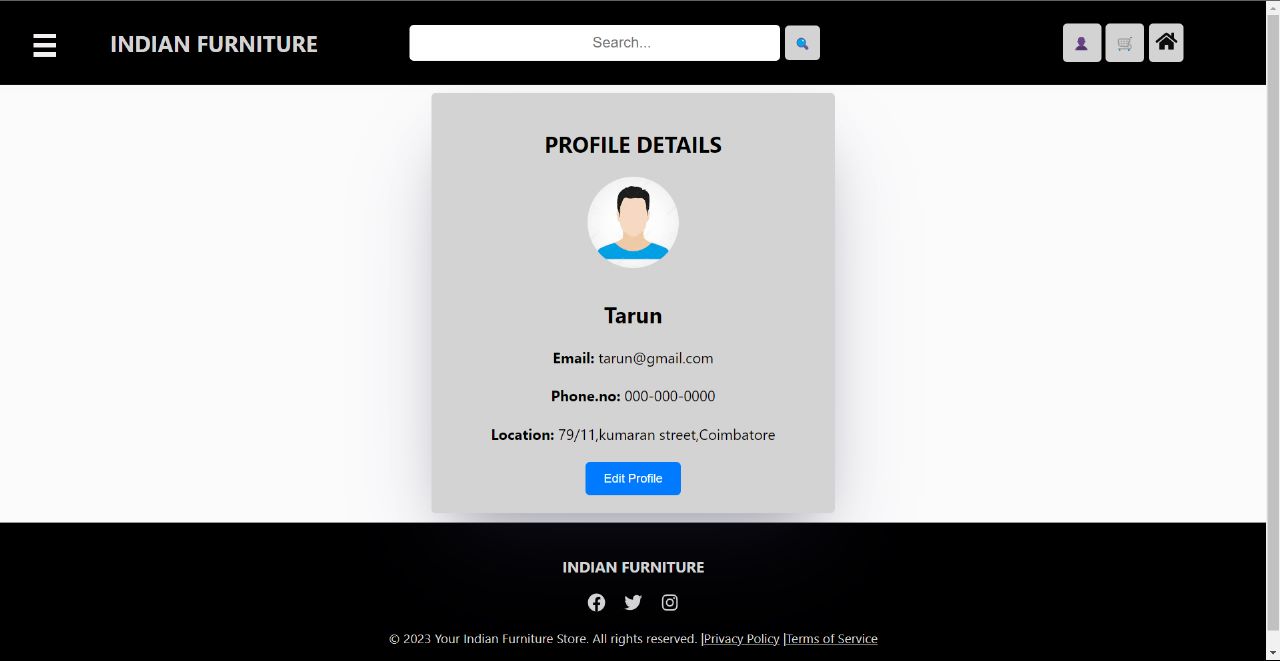 INDIAN FURNITURE
Search...
PROFILE DETAILS
Tarun
Email: tarun@gmail.com
Phone.no: 000-000-0000
Location: 79/11,kumaran street,Coimbatore
Edit Profile
INDIAN FURNITURE
© 2023 Your Indian Furniture Store. All rights reserved. |Privacy Policy |Terms of Service